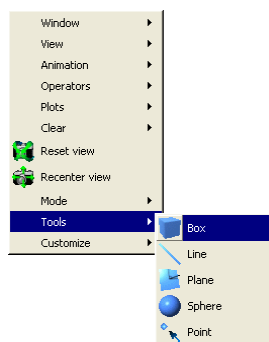 Window
View
Animation
Operators
Plots
Clear
Reset view
Recenter view
Mode
Tools
Customize
Box
Line
Plane
Sphere
Point